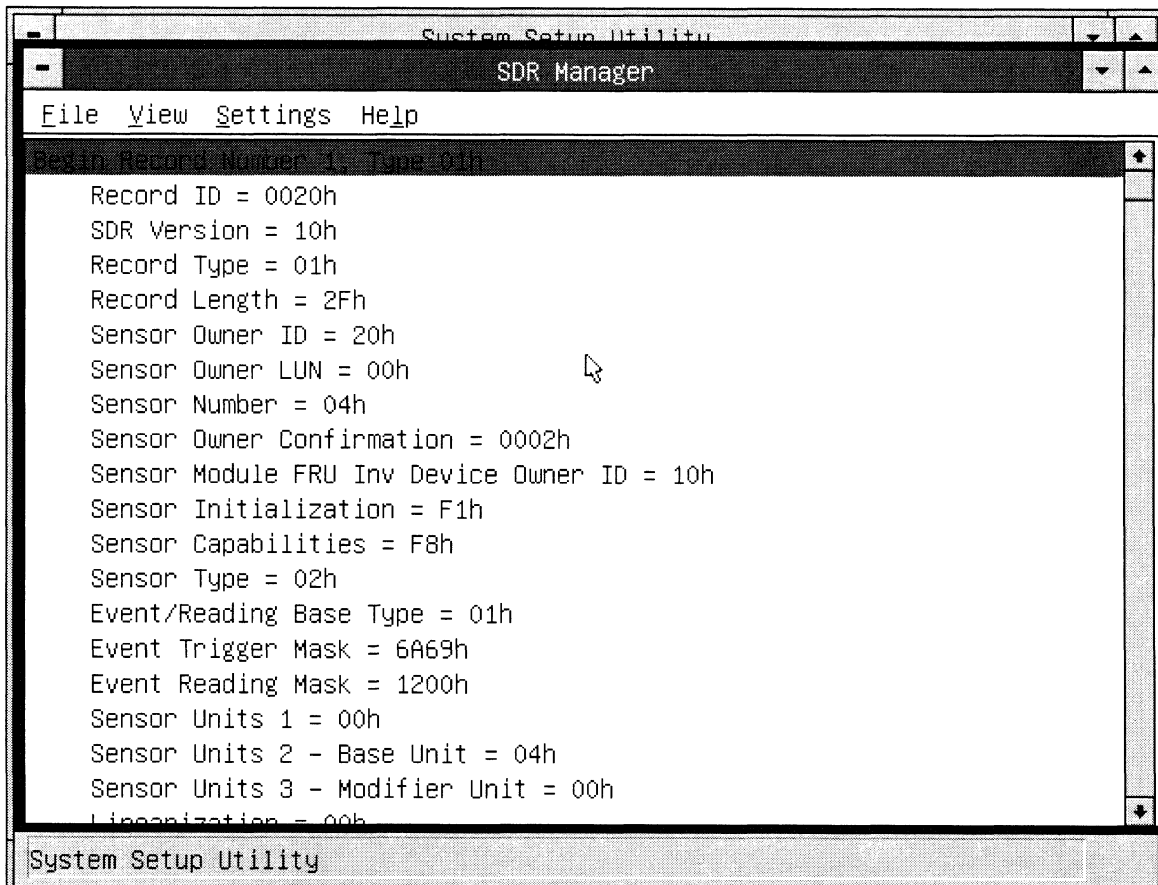 System Setup Utility
SDR Manager
File View Settings Help
Begin Record Number 1, Type 01h
Record ID = 0020h
SDR Version = 10h
Record Type = 01h
Record Length = 2Fh
Sensor Owner ID = 20h
Sensor Owner LUN = 00h
Sensor Number = 04h
Sensor Owner Confirmation = 0002h
Sensor Module FRU Inv Device Owner ID = 10h
Sensor Initialization = F1h
Sensor Capabilities = F8h
Sensor Type = 02h
Event/Reading Base Type = 01h
Event Trigger Mask = 6A69h
Event Reading Mask = 1200h
Sensor Units 1 = 00h
Sensor Units 2 - Base Unit = 04h
Sensor Units 3 - Modifier Unit = 00h
Linearization = 00h
System Setup Utility